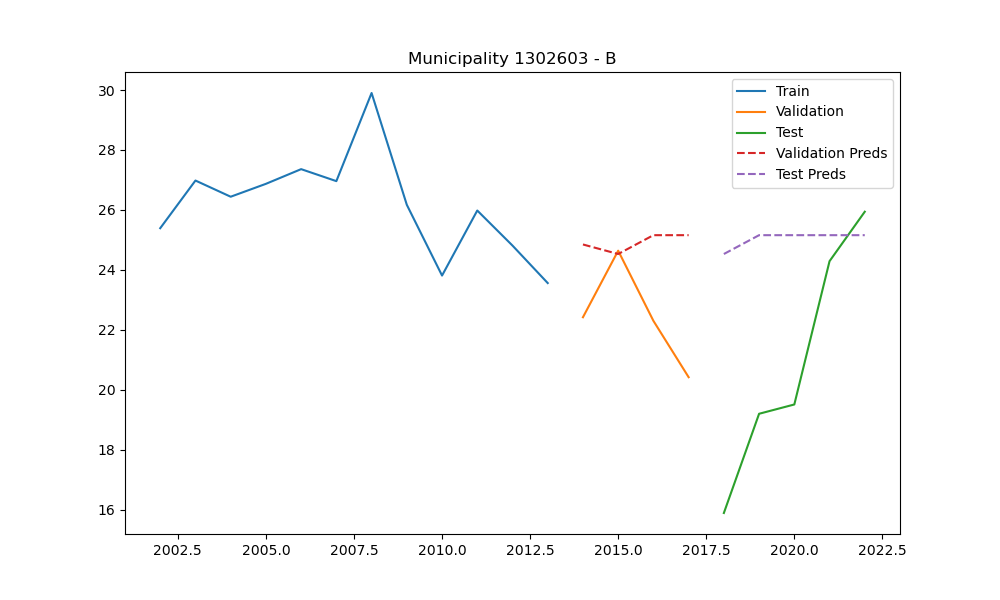 Municipality 1302603 - B
30
28
26
24
22
20
18
16
Train
Validation
Test
Validation Preds
Test Preds
2002.5 2005.0 2007.5 2010.0 2012.5 2015.0 2017.5 2020.0 2022.5